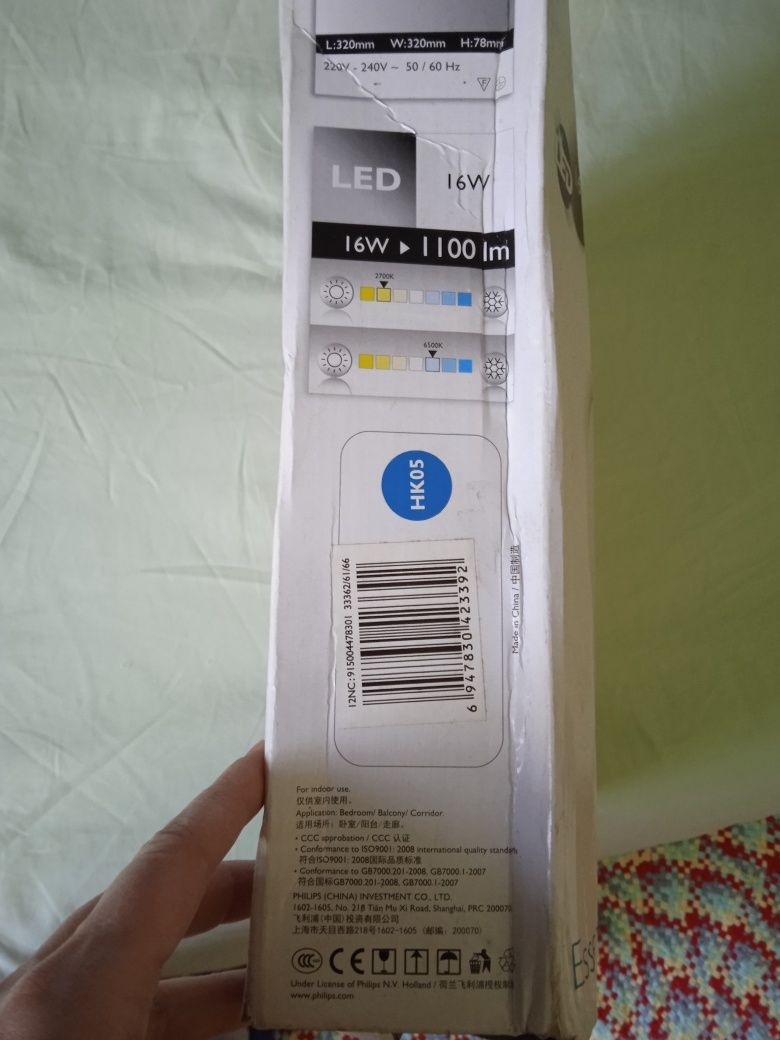 L:320mm W:320mm H:78mm
220V - 240V ~ 50 / 60 Hz
F
LED 16W
16W ▶ 1100 lm
2700K
6500K
HK05
12NC: 915004478301 33362/61/66
6 947830 423392
Made in China / 中国制造
For indoor use.
仅供室内使用。
Application: Bedroom/ Balcony/ Corridor.
适用场所: 卧室/阳台/走廊。
• CCC approbation / CCC 认证
• Conformance to ISO9001: 2008 international quality standa
符合ISO9001: 2008国际品质标准
• Conformance to GB7000.201-2008, GB7000.1-2007
符合国标GB7000.201-2008, GB7000.1-2007
PHILIPS (CHINA) INVESTMENT CO., LTD.
1602-1605, No. 218 Tian Mu Xi Road, Shanghai, PRC 200070
飞利浦(中国)投资有限公司
上海市天目西路218号1602-1605 (邮编: 200070)
CCC CE
Under License of Philips N.V. Holland / 荷兰飞利浦授权制
www.philips.com
LED
Ess